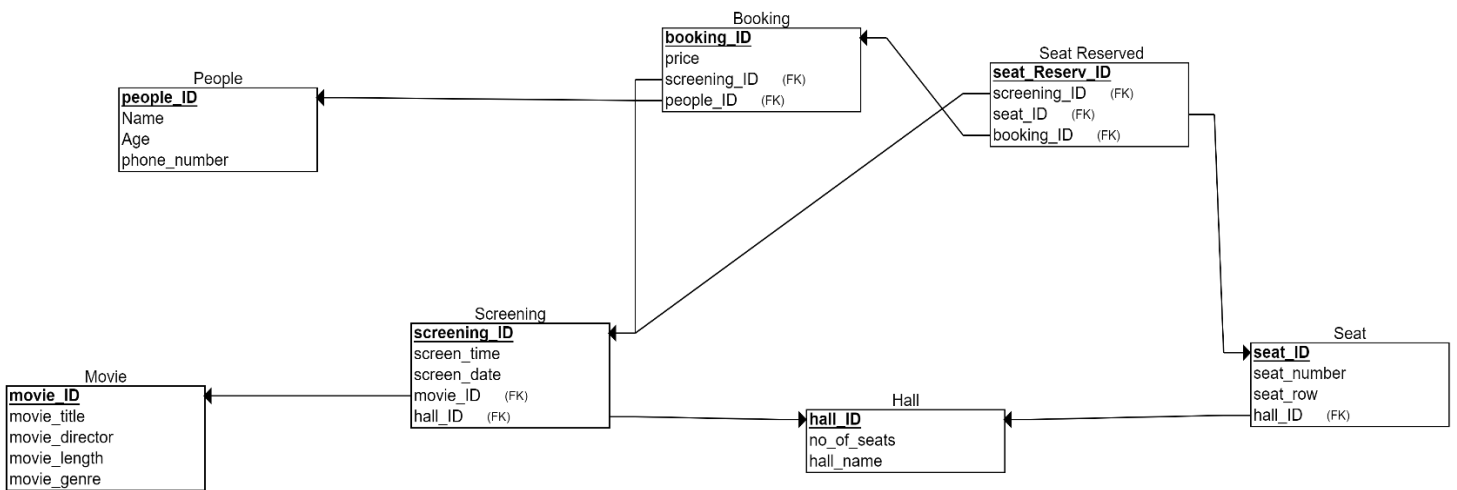 Booking
booking_ID
price
screening_ID (FK)
people_ID (FK)
Seat Reserved
seat_Reserv_ID
screening_ID (FK)
seat_ID (FK)
booking_ID (FK)
People
people_ID
Name
Age
phone_number
Screening
screening_ID
screen_time
screen_date
movie_ID (FK)
hall_ID (FK)
Seat
seat_ID
seat_number
seat_row
hall_ID (FK)
Movie
movie_ID
movie_title
movie_director
movie_length
movie_genre
Hall
hall_ID
no_of_seats
hall_name